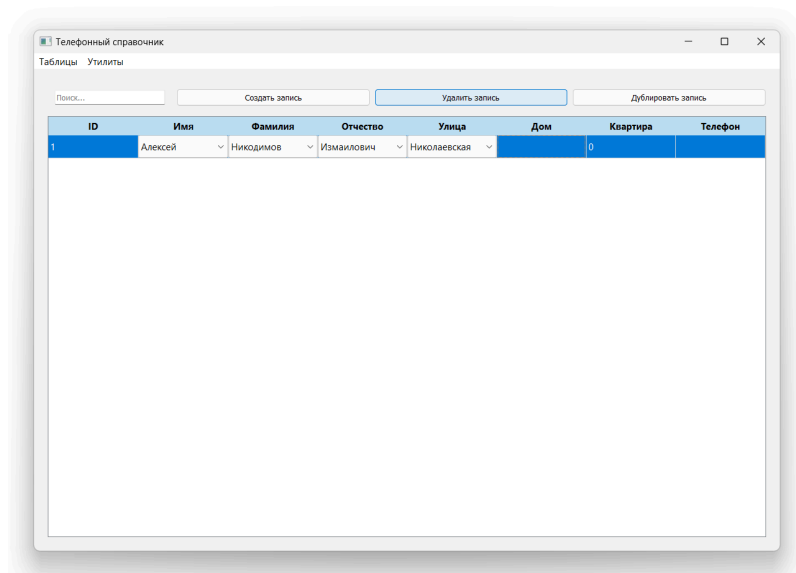 Телефонный справочник
Таблицы Утилиты
Поиск... Создать запись Удалить запись Дублировать запись
ID Имя Фамилия Отчество Улица Дом Квартира Телефон
1 Алексей Никодимов Измаилович Николаевская 0